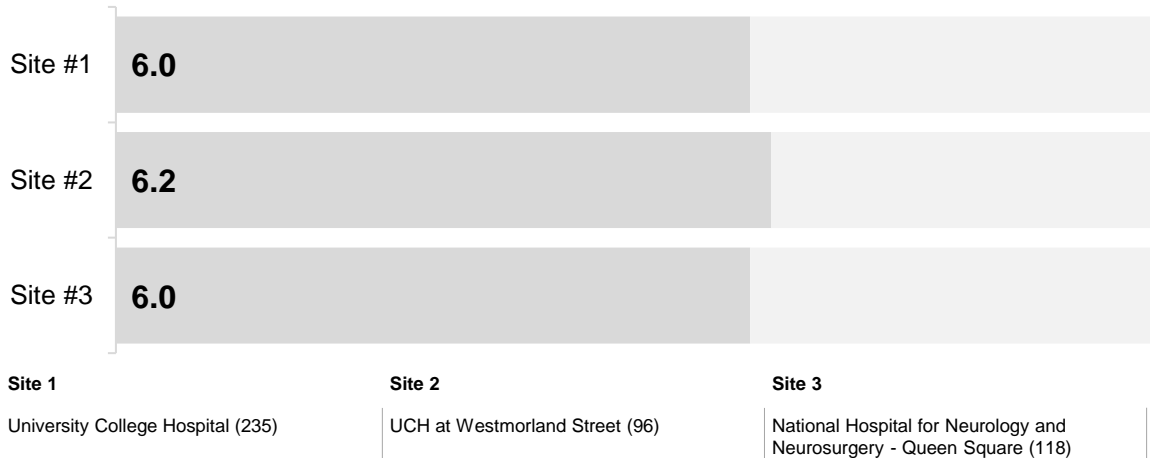 Site #1
6.0
Site #2
6.2
Site #3
6.0
Site 1
Site 2
Site 3
University College Hospital (235)
UCH at Westmorland Street (96)
National Hospital for Neurology and
Neurosurgery - Queen Square (118)